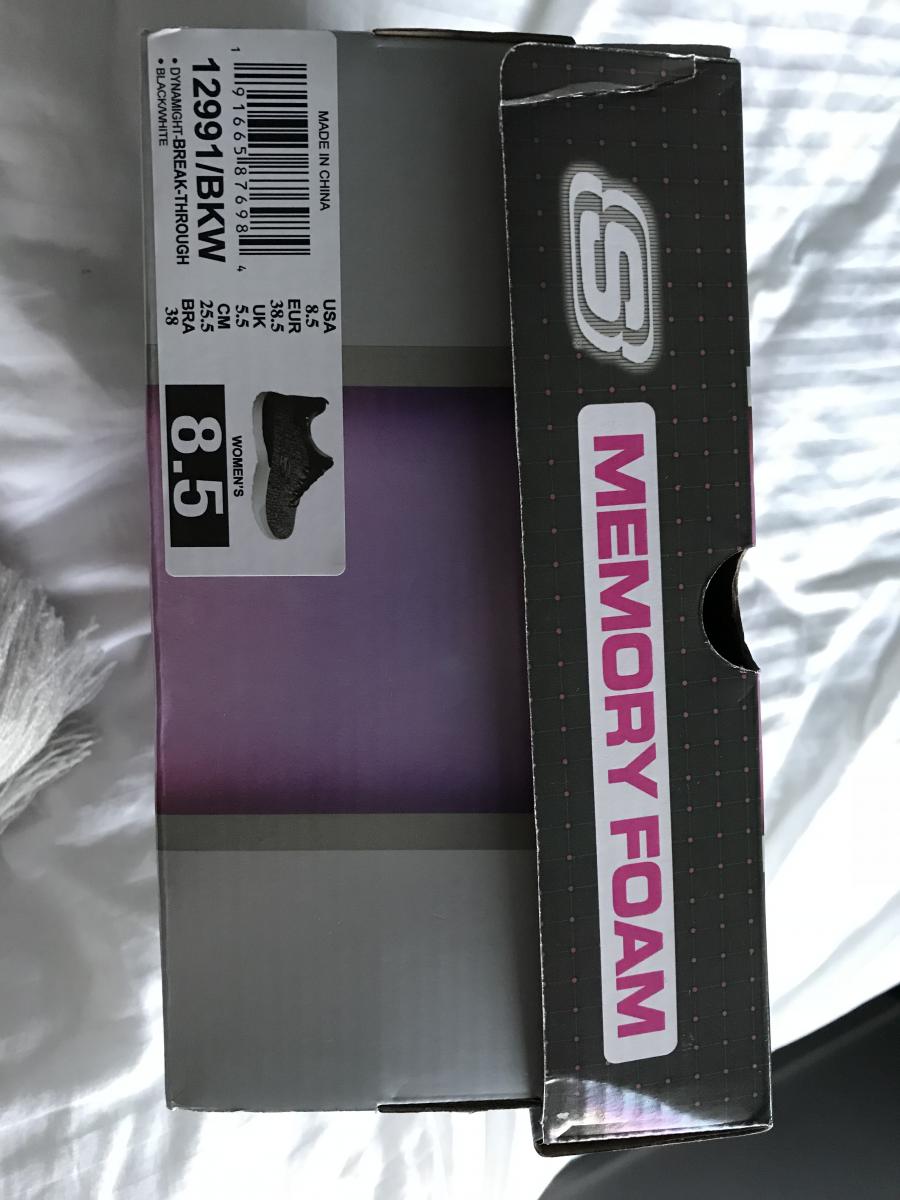 S
MEMORY FOAM
MADE IN CHINA
1 91665 87698 4
12991/BKW
• DYNAMIGHT-BREAK-THROUGH
• BLACK/WHITE
USA
8.5
EUR
38.5
UK
5.5
CM
25.5
BRA
38
WOMEN'S
8.5